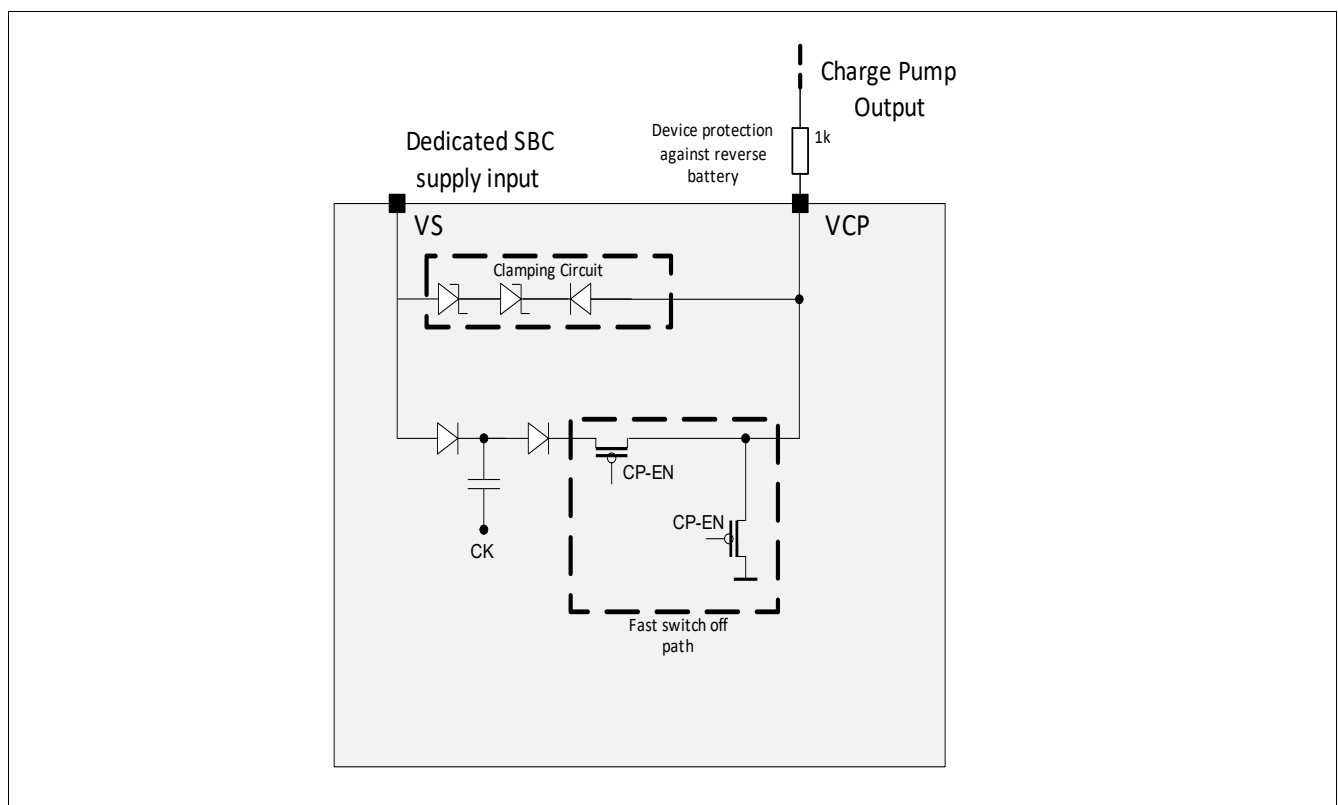 Charge Pump
Output
Device protection
against reverse
battery
1k
Dedicated SBC
supply input
VS
VCP
Clamping Circuit
CP-EN
CP-EN
CK
Fast switch off
path